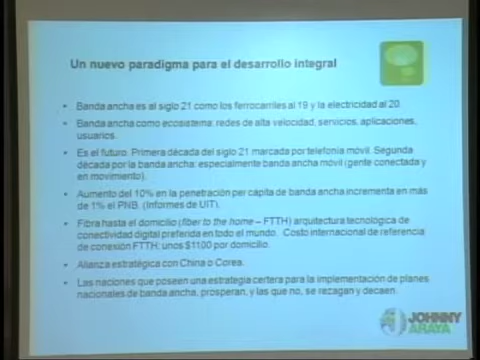 Un nuevo paradigma para el desarrollo integral
• Banda ancha es al siglo 21 como los ferrocarriles al 19 y la electricidad al 20.
• Banda ancha como ecosistema: redes de alta velocidad, servicios, aplicaciones,
usuarios.
• Es el futuro. Primera década del siglo 21 marcada por telefonía móvil. Segunda
década por la banda ancha: especialmente banda ancha móvil (gente conectada y
en movimiento).
• Aumento del 10% en la penetración per cápita de banda ancha incrementa en más
de 1% el PNB. (Informes de UIT).
• Fibra hasta el domicilio (fiber to the home – FTTH) arquitectura tecnológica de
conectividad digital preferida en todo el mundo. Costo internacional de referencia
de conexión FTTH: unos $1100 por domicilio.
• Alianza estratégica con China o Corea.
• Las naciones que poseen una estrategia certera para la implementación de planes
nacionales de banda ancha, prosperan, y las que no, se rezagan y decaen.
JOHNNY
ARAYA